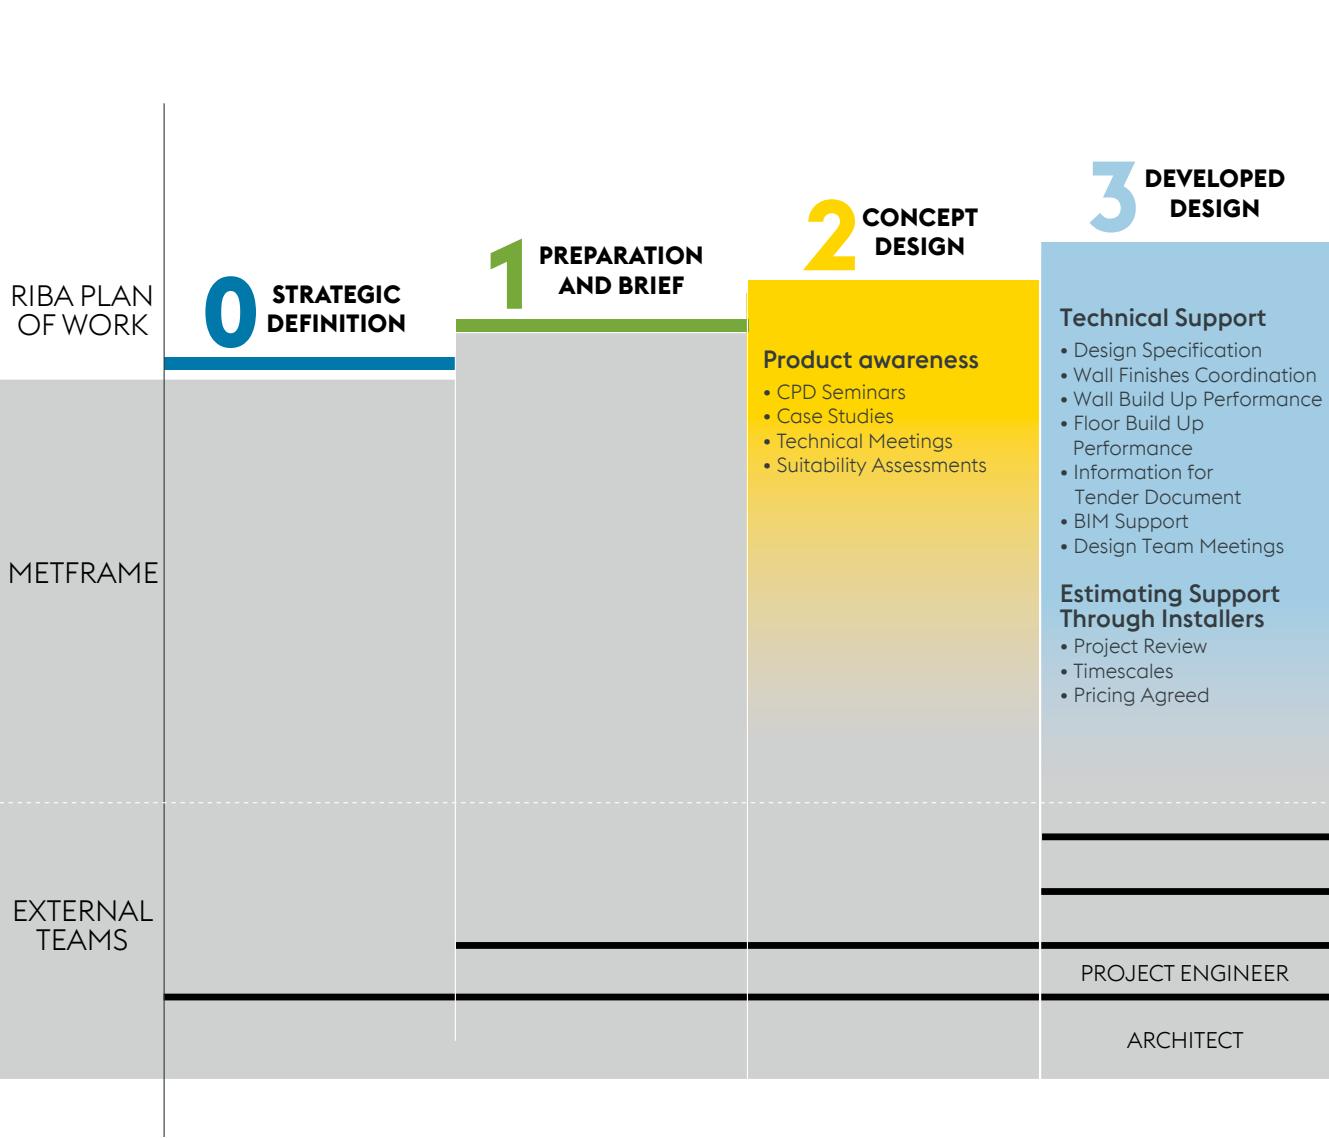 RIBA PLAN
OF WORK
0 STRATEGIC
DEFINITION
1 PREPARATION
AND BRIEF
2 CONCEPT
DESIGN
3 DEVELOPED
DESIGN
METFRAME
Product awareness
• CPD Seminars
• Case Studies
• Technical Meetings
• Suitability Assessments
Technical Support
• Design Specification
• Wall Finishes Coordination
• Wall Build Up Performance
• Floor Build Up
Performance
• Information for
Tender Document
• BIM Support
• Design Team Meetings
Estimating Support
Through Installers
• Project Review
• Timescales
• Pricing Agreed
EXTERNAL
TEAMS
PROJECT ENGINEER
ARCHITECT